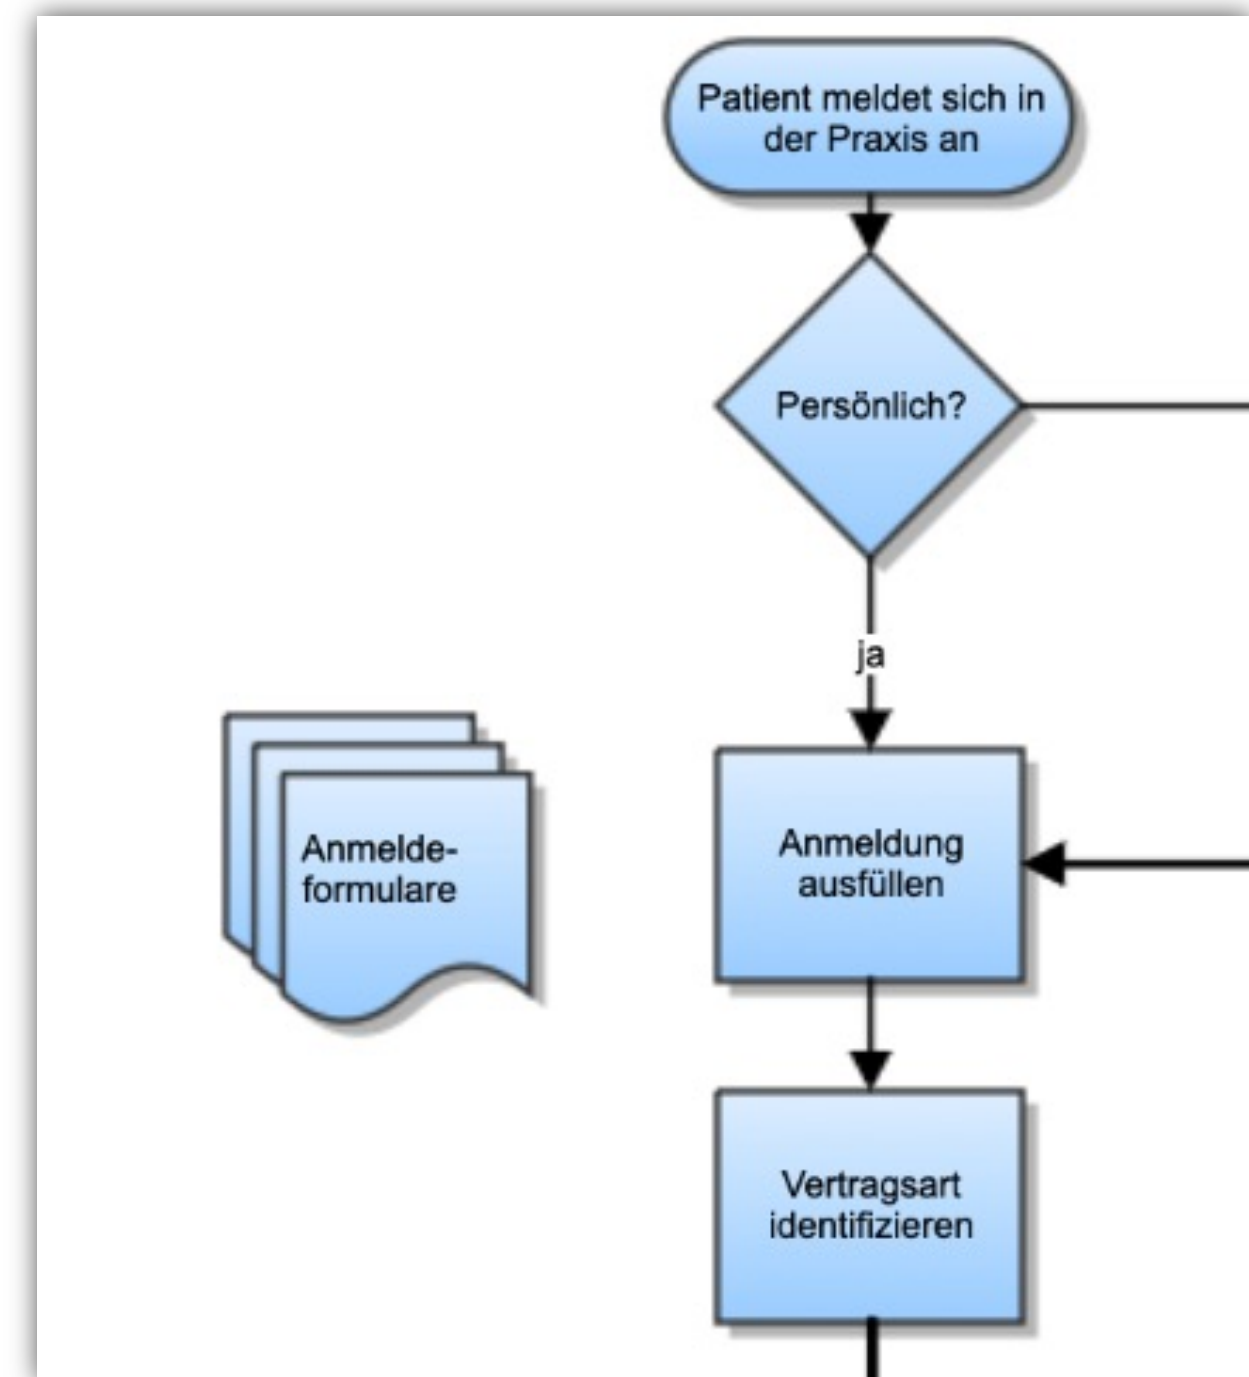 Patient meldet sich in
der Praxis an
Persönlich?
ja
Anmelde-
formulare
Anmeldung
ausfüllen
Vertragsart
identifizieren